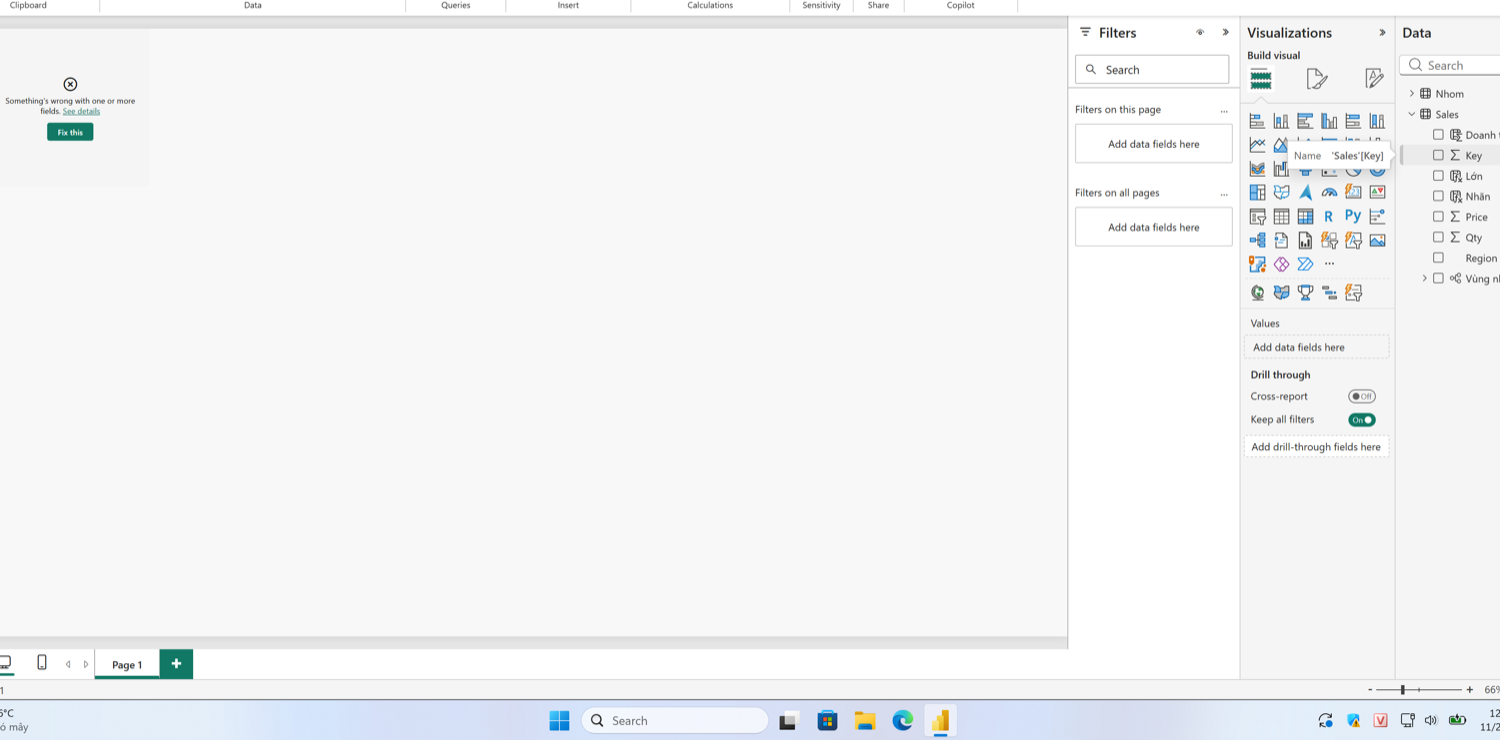 Clipboard
Data
Queries
Insert
Calculations
Sensitivity
Share
Copilot
Something's wrong with one or more
fields. See details
Fix this
Filters
Search
Filters on this page
...
Add data fields here
Filters on all pages
...
Add data fields here
Visualizations
Build visual
Name 'Sales'[Key]
R
Py
...
Values
Add data fields here
Drill through
Cross-report
Off
Keep all filters
On
Add drill-through fields here
Data
Search
Nhom
Sales
Doanh
Key
Lớn
Nhãn
Price
Qty
Region
Vùng
Page 1
+
- + 66%
Search
V
12
11/2
ó mây